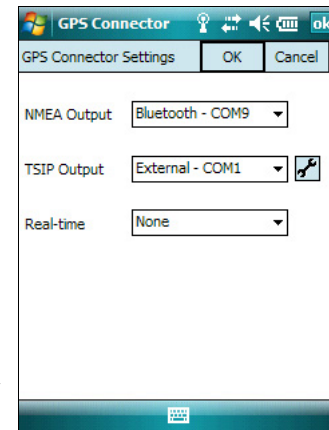 GPS Connector ok
GPS Connector Settings OK Cancel
NMEA Output Bluetooth - COM9
TSIP Output External - COM1
Real-time None